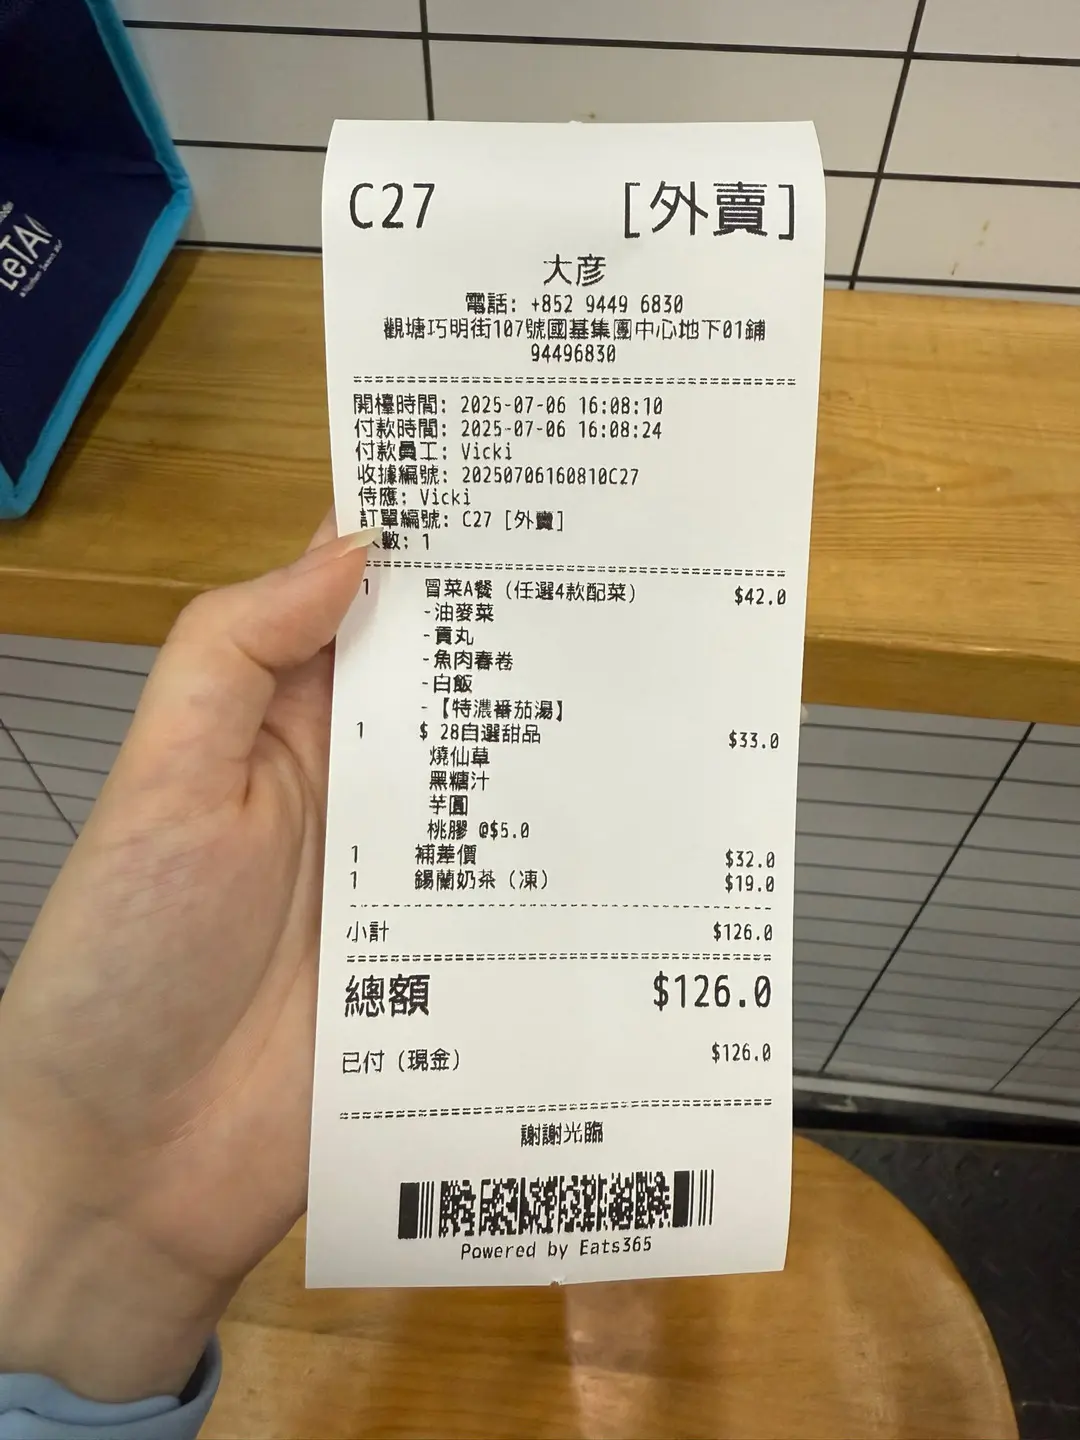 LeTAO
C27 [外賣]
大彦
電話: +852 9449 6830
觀塘巧明街107號國基集團中心地下01鋪
94496830
開檯時間: 2025-07-06 16:08:10
付款時間: 2025-07-06 16:08:24
付款員工: Vicki
收據編號: 20250706160810C27
侍應: Vicki
訂單編號: C27 [外賣]
數: 1
1 冒菜A餐 (任選4款配菜) $42.0
-油麥菜
-貢丸
-魚肉春卷
-白飯
-【特濃番茄湯】
1 $ 28自選甜品 $33.0
燒仙草
黑糖汁
芋圓
桃膠 @$5.0
1 補差價 $32.0
1 錫蘭奶茶 (凍) $19.0
小計 $126.0
總額 $126.0
已付 (現金) $126.0
謝謝光臨
Powered by Eats365